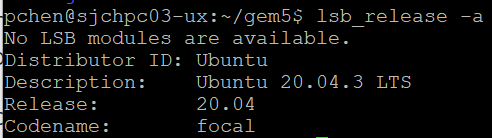 pchen@sjchpc03-ux:~/gem5$ lsb_release -a
No LSB modules are available.
Distributor ID: Ubuntu
Description:    Ubuntu 20.04.3 LTS
Release:        20.04
Codename:       focal